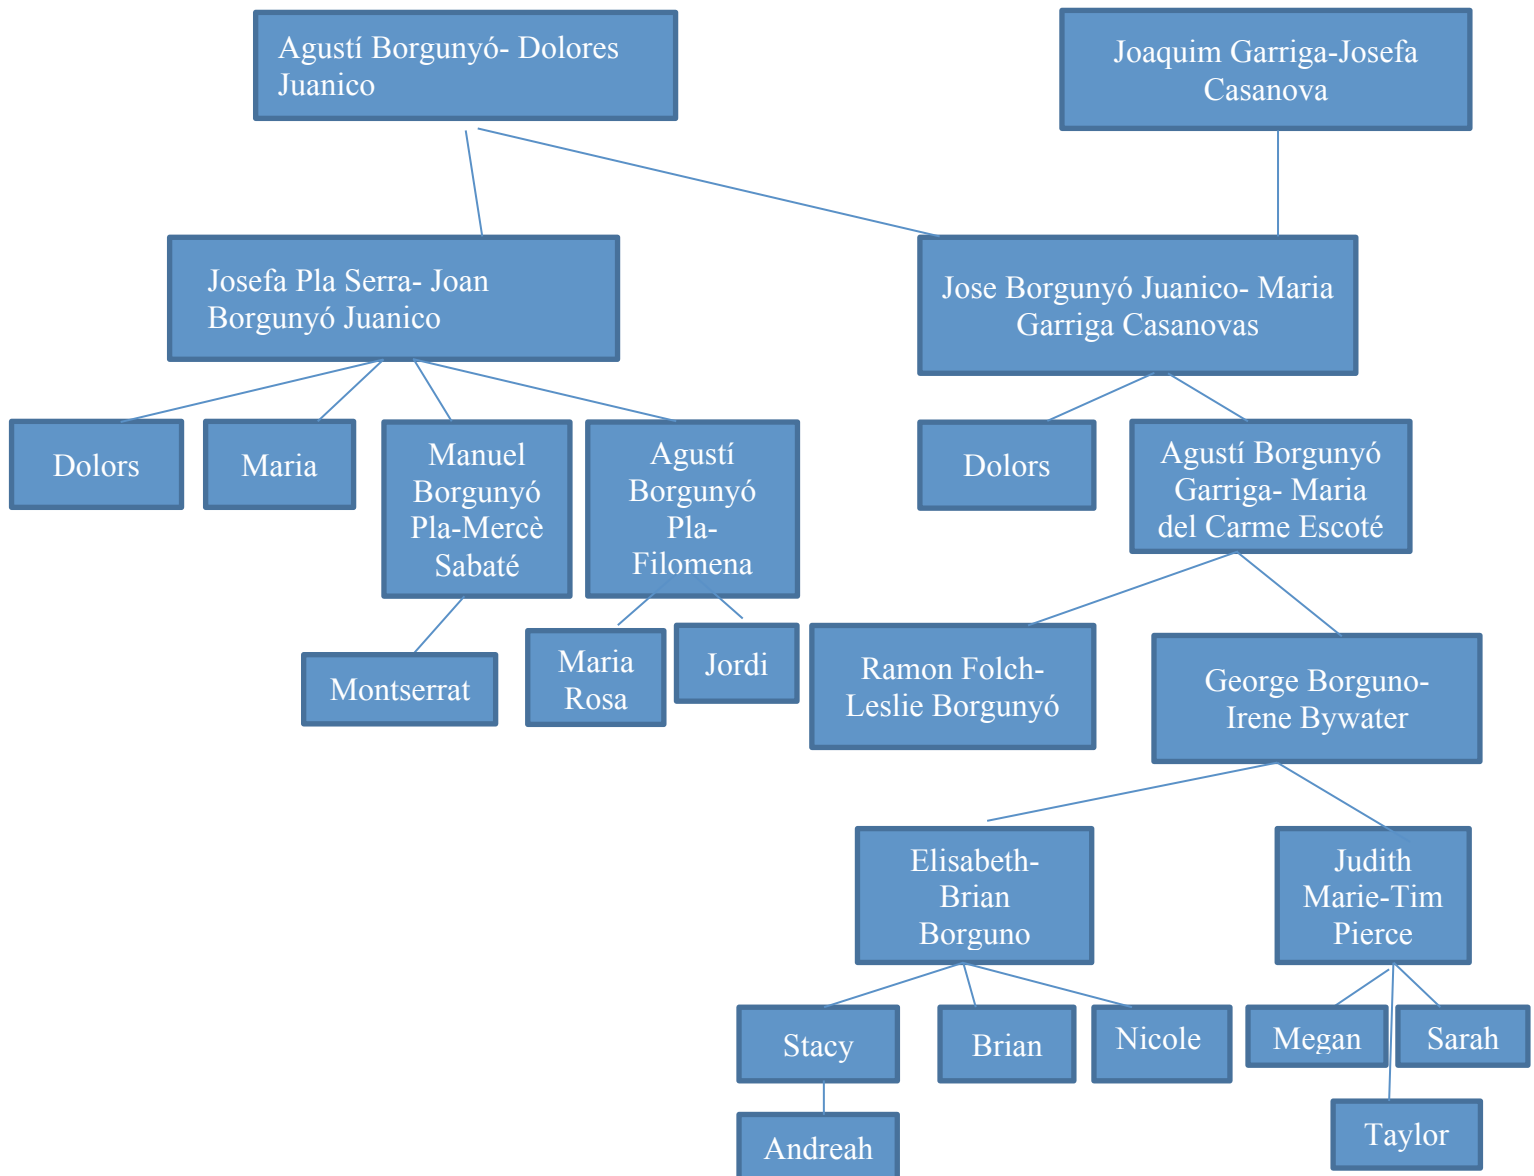 Agustí Borgunyó- Dolores
Juanico
Joaquim Garriga-Josefa
Casanova
Josefa Pla Serra- Joan
Borgunyó Juanico
Jose Borgunyó Juanico- Maria
Garriga Casanovas
Dolors
Maria
Manuel
Borgunyó
Pla-Mercè
Sabaté
Agustí
Borgunyó
Pla-
Filomena
Dolors
Agustí Borgunyó
Garriga- Maria
del Carme Escoté
Montserrat
Maria
Rosa
Jordi
Ramon Folch-
Leslie Borgunyó
George Borguno-
Irene Bywater
Elisabeth-
Brian
Borguno
Judith
Marie-Tim
Pierce
Stacy
Brian
Nicole
Megan
Sarah
Andreah
Taylor